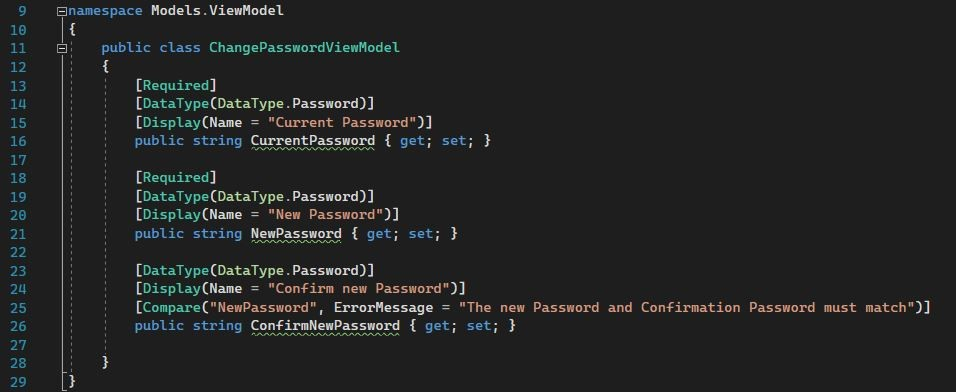 9 namespace Models.ViewModel
10 {
11 public class ChangePasswordViewModel
12 {
13 [Required]
14 [DataType(DataType.Password)]
15 [Display(Name = "Current Password")]
16 public string CurrentPassword { get; set; }
17
18 [Required]
19 [DataType(DataType.Password)]
20 [Display(Name = "New Password")]
21 public string NewPassword { get; set; }
22
23 [DataType(DataType.Password)]
24 [Display(Name = "Confirm new Password")]
25 [Compare("NewPassword", ErrorMessage = "The new Password and Confirmation Password must match")]
26 public string ConfirmNewPassword { get; set; }
27
28 }
29 }